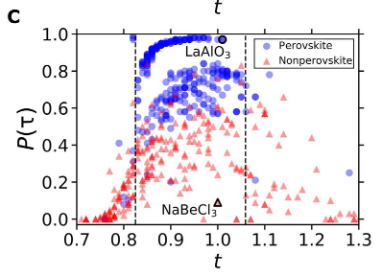 t
c
P(τ)
1.0
0.8
0.6
0.4
0.2
0.0
Perovskite
Nonperovskite
LaAlO₃
NaBeCl₃
0.7 0.8 0.9 1.0 1.1 1.2 1.3
t